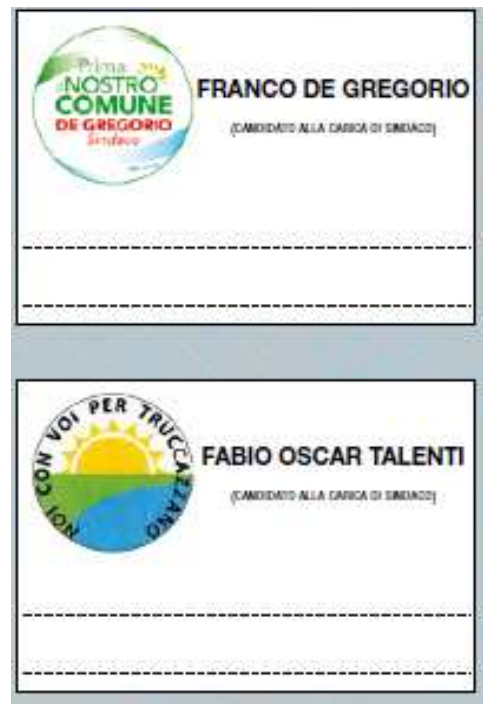 Prima
NOSTRO
COMUNE
DE GREGORIO
Sindaco
FRANCO DE GREGORIO
(CANDIDATO ALLA CARICA DI SINDACO)
NOI CON VOI PER TRUCCAZZANO
FABIO OSCAR TALENTI
(CANDIDATO ALLA CARICA DI SINDACO)